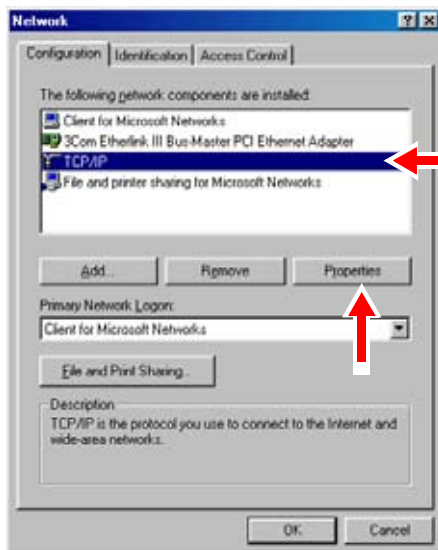 Network
Configuration Identification Access Control
The following network components are installed:
Client for Microsoft Networks
3Com Etherlink III Bus-Master PCI Ethernet Adapter
TCP/IP
File and printer sharing for Microsoft Networks
Add... Remove Properties
Primary Network Logon:
Client for Microsoft Networks
File and Print Sharing...
Description
TCP/IP is the protocol you use to connect to the Internet and
wide-area networks.
OK Cancel